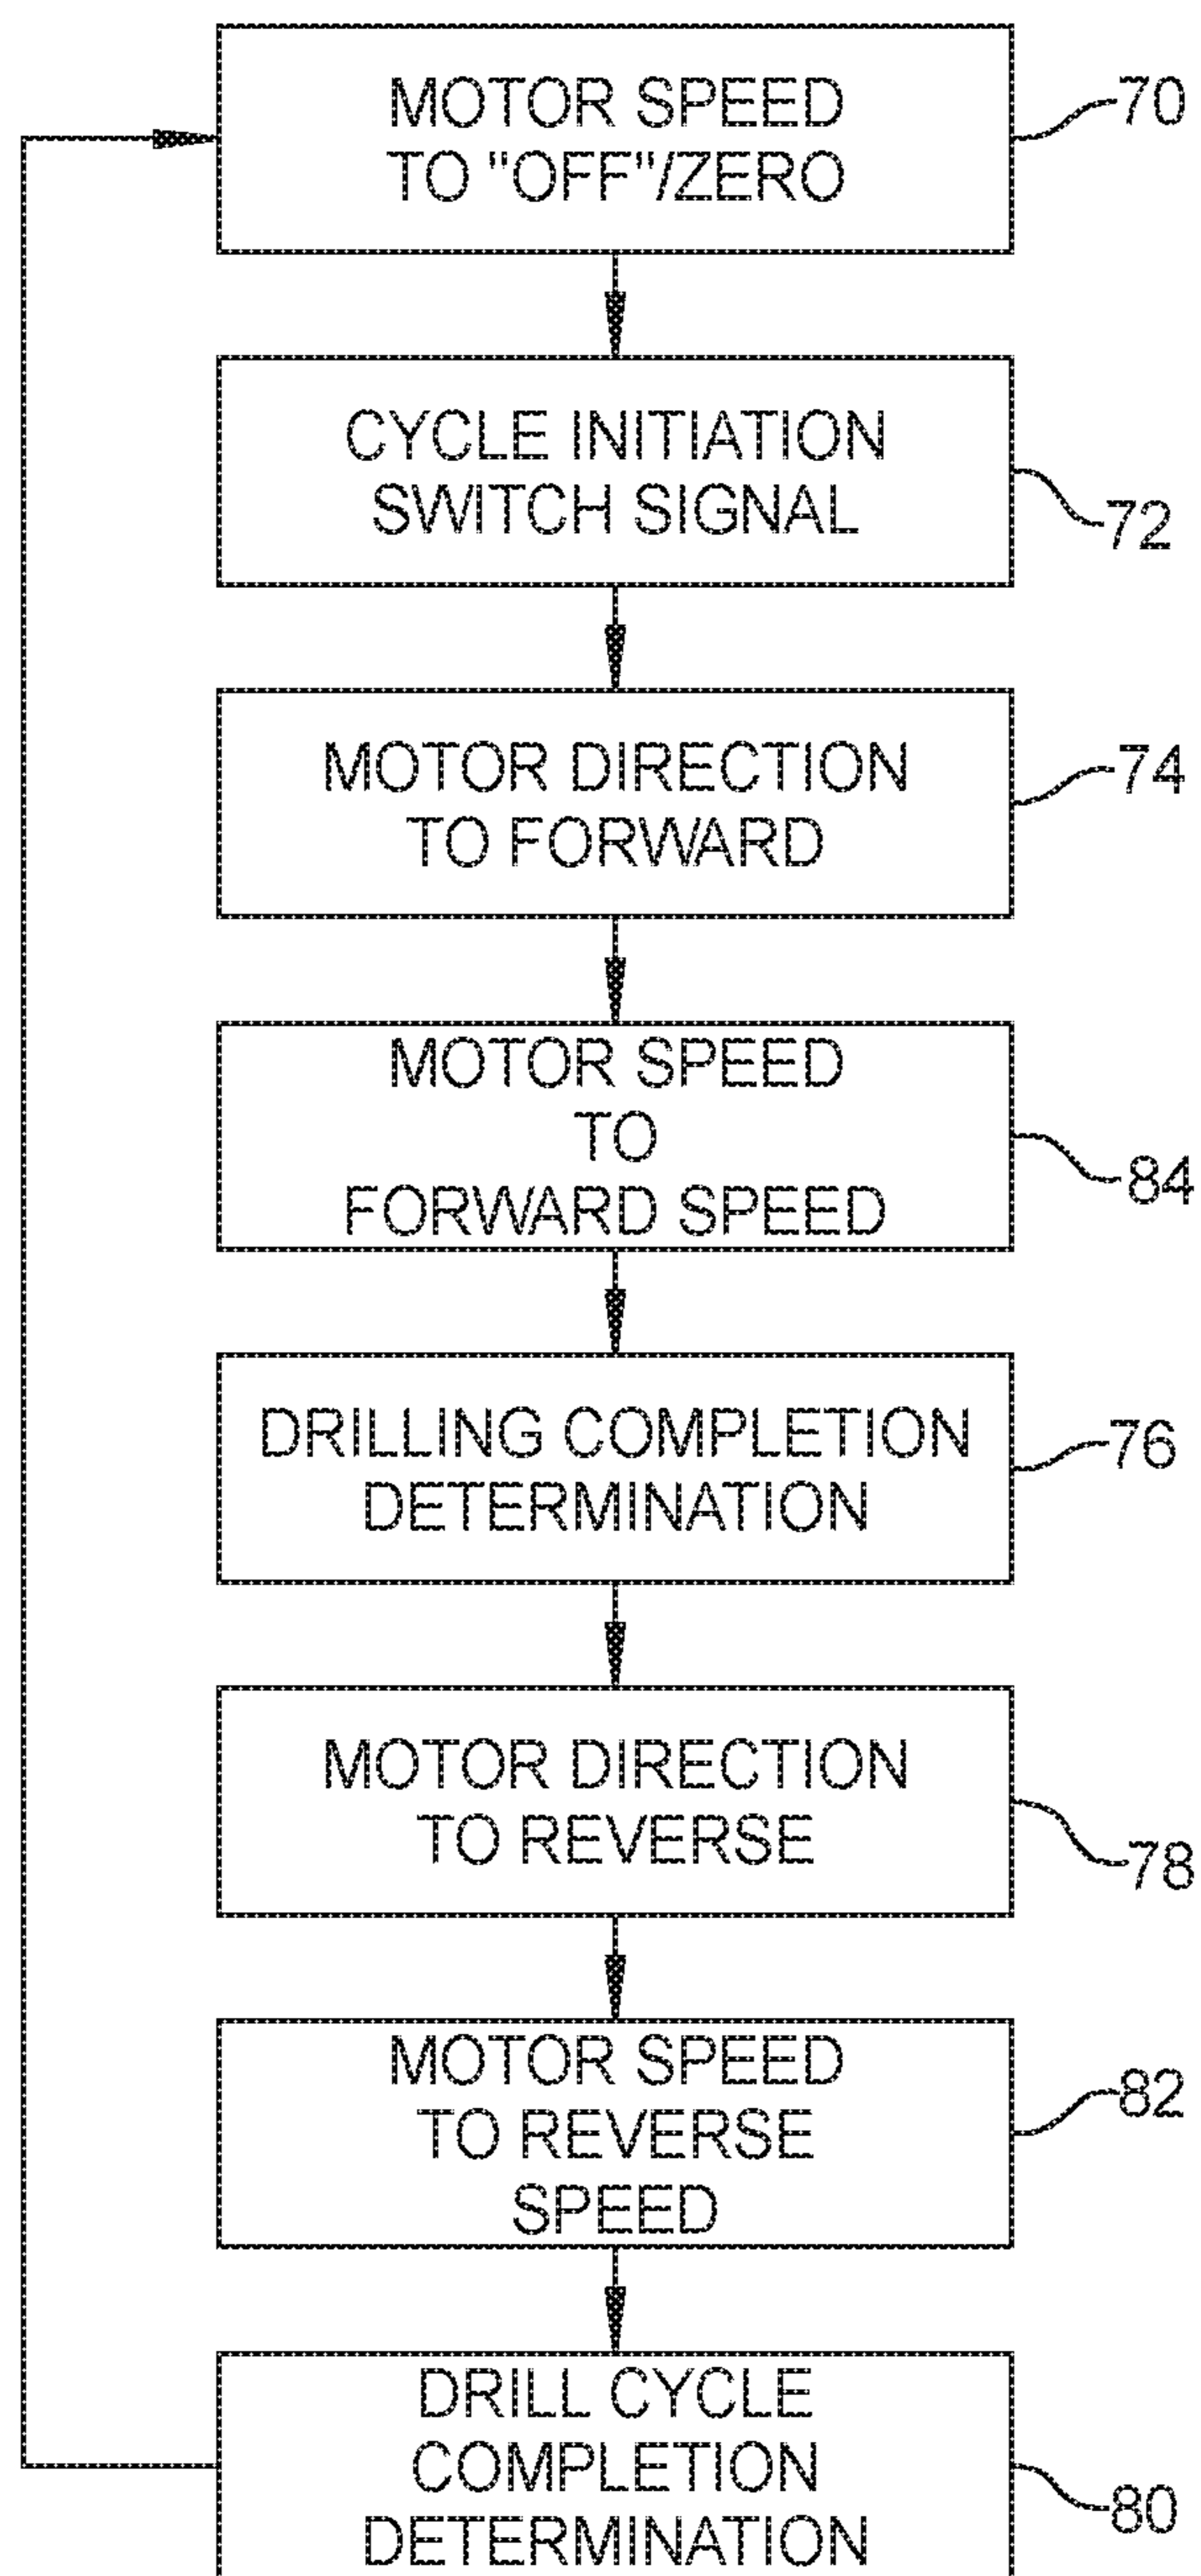 MOTOR SPEED
TO "OFF"/ZERO
70
CYCLE INITIATION
SWITCH SIGNAL
72
MOTOR DIRECTION
TO FORWARD
74
MOTOR SPEED
TO
FORWARD SPEED
84
DRILLING COMPLETION
DETERMINATION
76
MOTOR DIRECTION
TO REVERSE
78
MOTOR SPEED
TO REVERSE
SPEED
82
DRILL CYCLE
COMPLETION
DETERMINATION
80